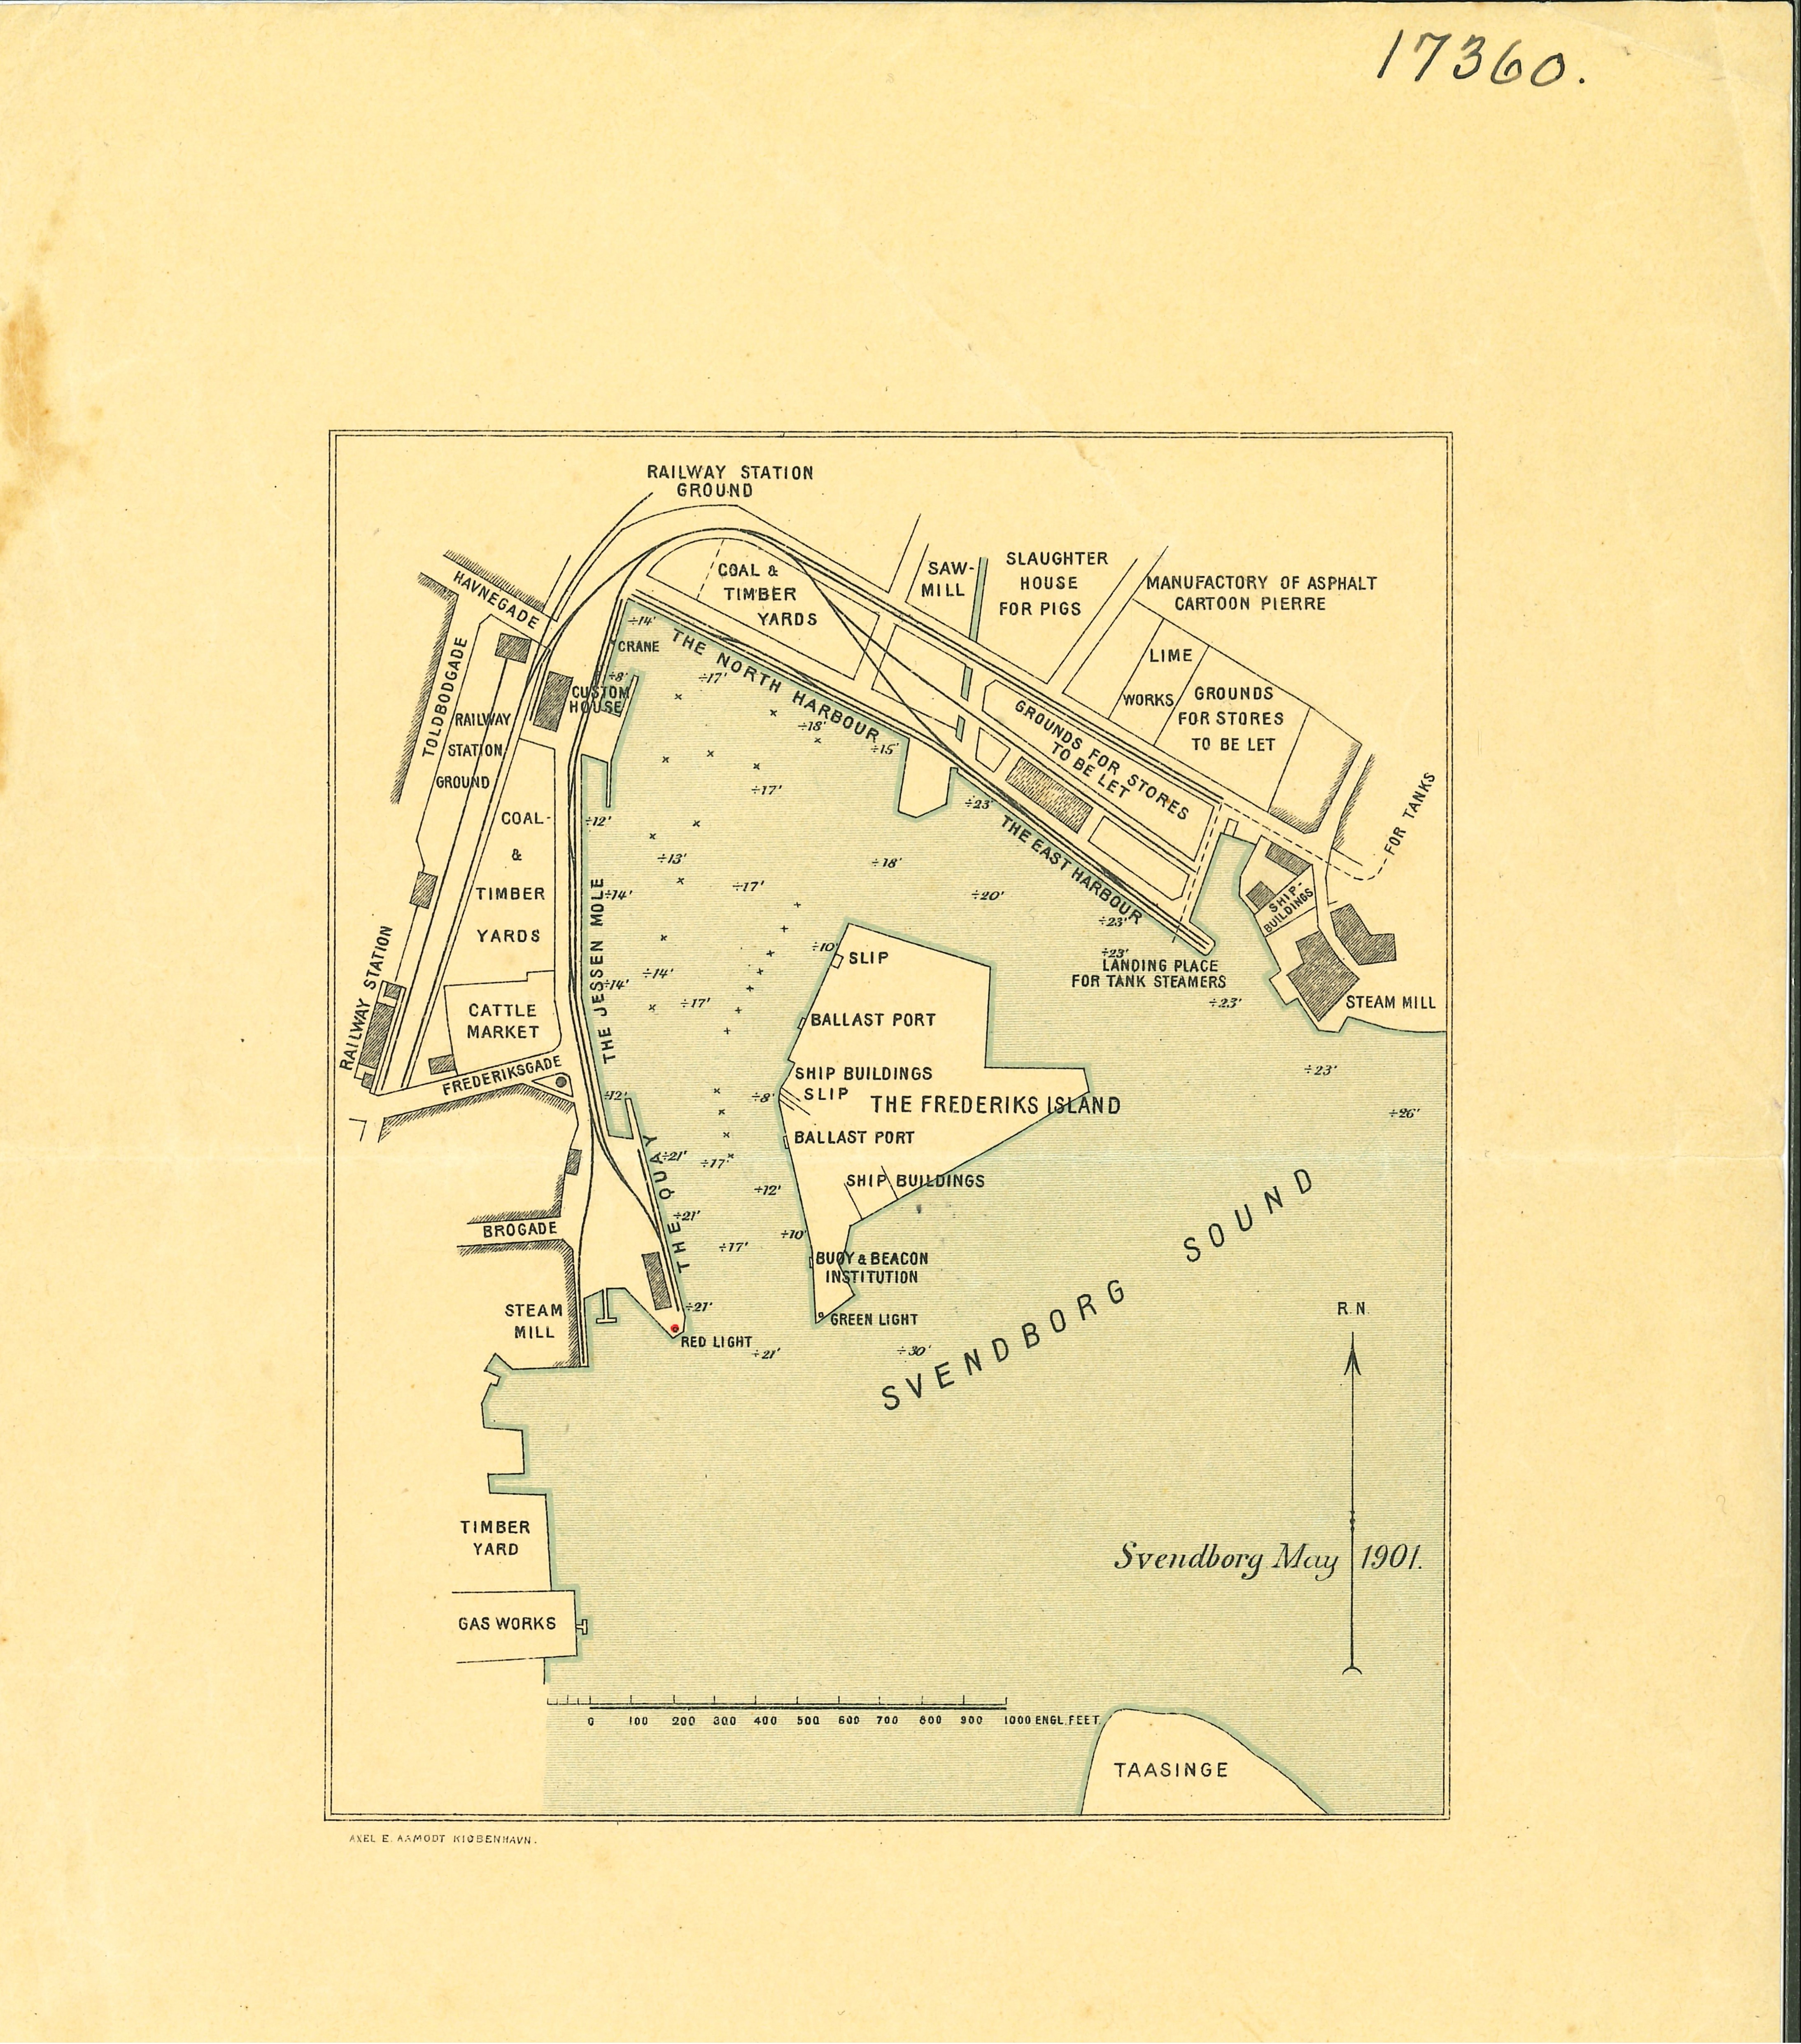 17360.
RAILWAY STATION
GROUND
HAVNEGADE
TOLDBODGADE
RAILWAY
STATION
GROUND
COAL &
TIMBER
YARDS
SAW-
MILL
SLAUGHTER
HOUSE
FOR PIGS
MANUFACTORY OF ASPHALT
CARTOON PIERRE
LIME
WORKS
GROUNDS
FOR STORES
TO BE LET
GROUNDS FOR STORES
TO BE LET
FOR TANKS
÷14'
CRANE
÷8'
CUSTOM
HOUSE
THE NORTH HARBOUR
÷17'
÷18'
÷15'
÷17'
÷23'
THE EAST HARBOUR
COAL-
&
TIMBER
YARDS
÷12'
÷13'
÷18'
÷14'
÷17'
÷20'
÷23'
SHIP-
BUILDINGS
THE JESSEN MOLE
÷10'
SLIP
÷23'
LANDING PLACE
FOR TANK STEAMERS
÷14'
÷14'
÷17'
÷23'
STEAM MILL
RAILWAY STATION
CATTLE
MARKET
BALLAST PORT
FREDERIKSGADE
SHIP BUILDINGS
÷23'
÷12'
÷8'
SLIP
THE FREDERIKS ISLAND
÷26'
BALLAST PORT
THE QUAY
÷21'
÷17'
÷12'
SHIP BUILDINGS
÷21'
BROGADE
÷17'
÷10'
BUOY & BEACON
INSTITUTION
SVENDBORG SOUND
STEAM
MILL
÷21'
GREEN LIGHT
RED LIGHT
÷21'
÷30'
R.N.
TIMBER
YARD
Svendborg May 1901.
GAS WORKS
0 100 200 300 400 500 600 700 800 900 1000 ENGL. FEET.
TAASINGE
AXEL E. AAMODT KIØBENHAVN.